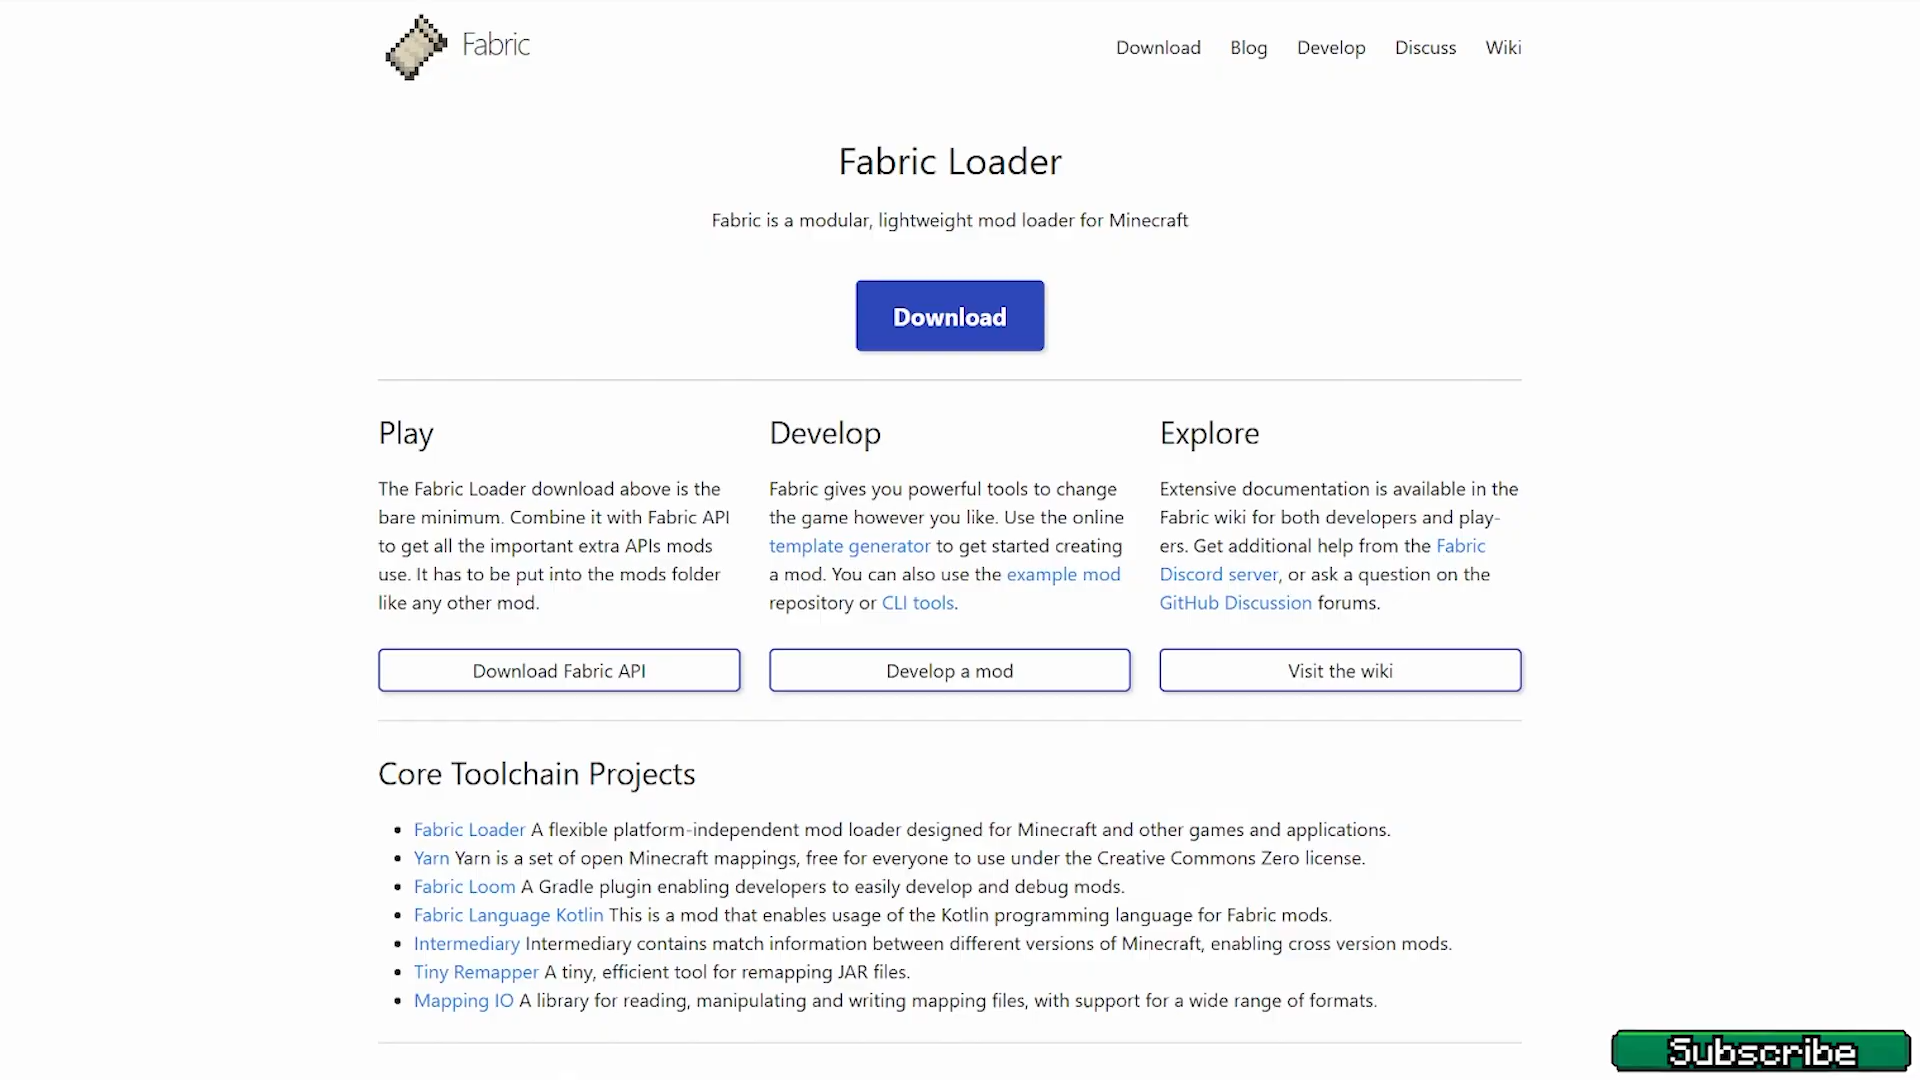 Fabric
Download Blog Develop Discuss Wiki
Fabric Loader
Fabric is a modular, lightweight mod loader for Minecraft
Download
Play
The Fabric Loader download above is the
bare minimum. Combine it with Fabric API
to get all the important extra APIs mods
use. It has to be put into the mods folder
like any other mod.
Download Fabric API
Develop
Fabric gives you powerful tools to change
the game however you like. Use the online
template generator to get started creating
a mod. You can also use the example mod
repository or CLI tools.
Develop a mod
Explore
Extensive documentation is available in the
Fabric wiki for both developers and play-
ers. Get additional help from the Fabric
Discord server, or ask a question on the
GitHub Discussion forums.
Visit the wiki
Core Toolchain Projects
• Fabric Loader A flexible platform-independent mod loader designed for Minecraft and other games and applications.
• Yarn Yarn is a set of open Minecraft mappings, free for everyone to use under the Creative Commons Zero license.
• Fabric Loom A Gradle plugin enabling developers to easily develop and debug mods.
• Fabric Language Kotlin This is a mod that enables usage of the Kotlin programming language for Fabric mods.
• Intermediary Intermediary contains match information between different versions of Minecraft, enabling cross version mods.
• Tiny Remapper A tiny, efficient tool for remapping JAR files.
• Mapping IO A library for reading, manipulating and writing mapping files, with support for a wide range of formats.
Subscribe